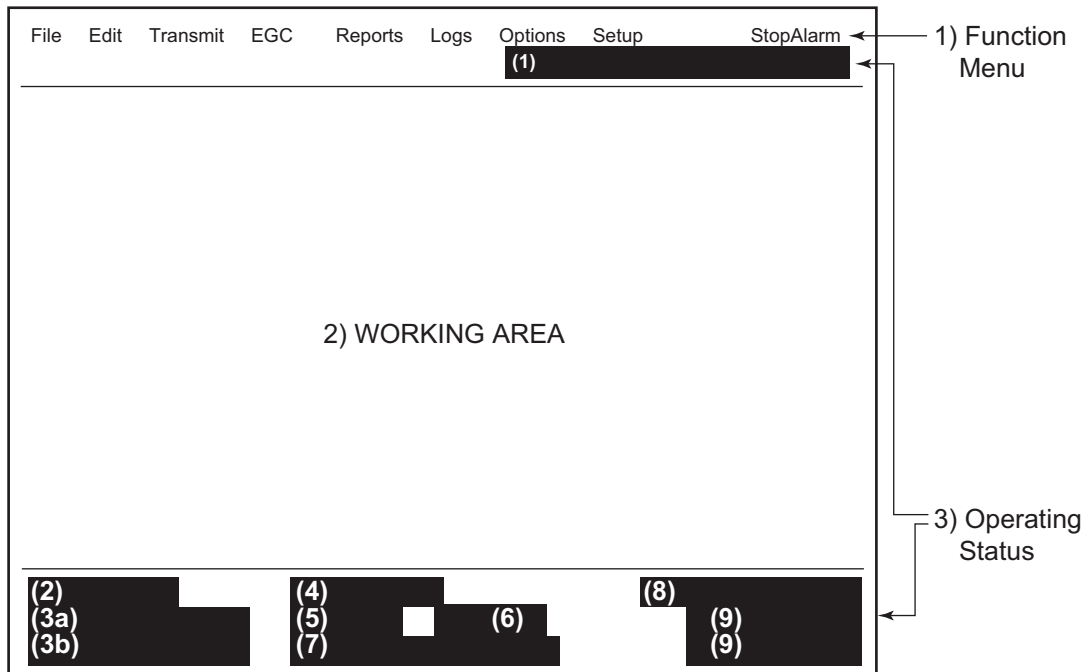 File Edit Transmit EGC Reports Logs Options Setup StopAlarm
1) Function
Menu
(1)
2) WORKING AREA
3) Operating
Status
(2) (4) (8)
(3a) (5) (6) (9)
(3b) (7) (9)